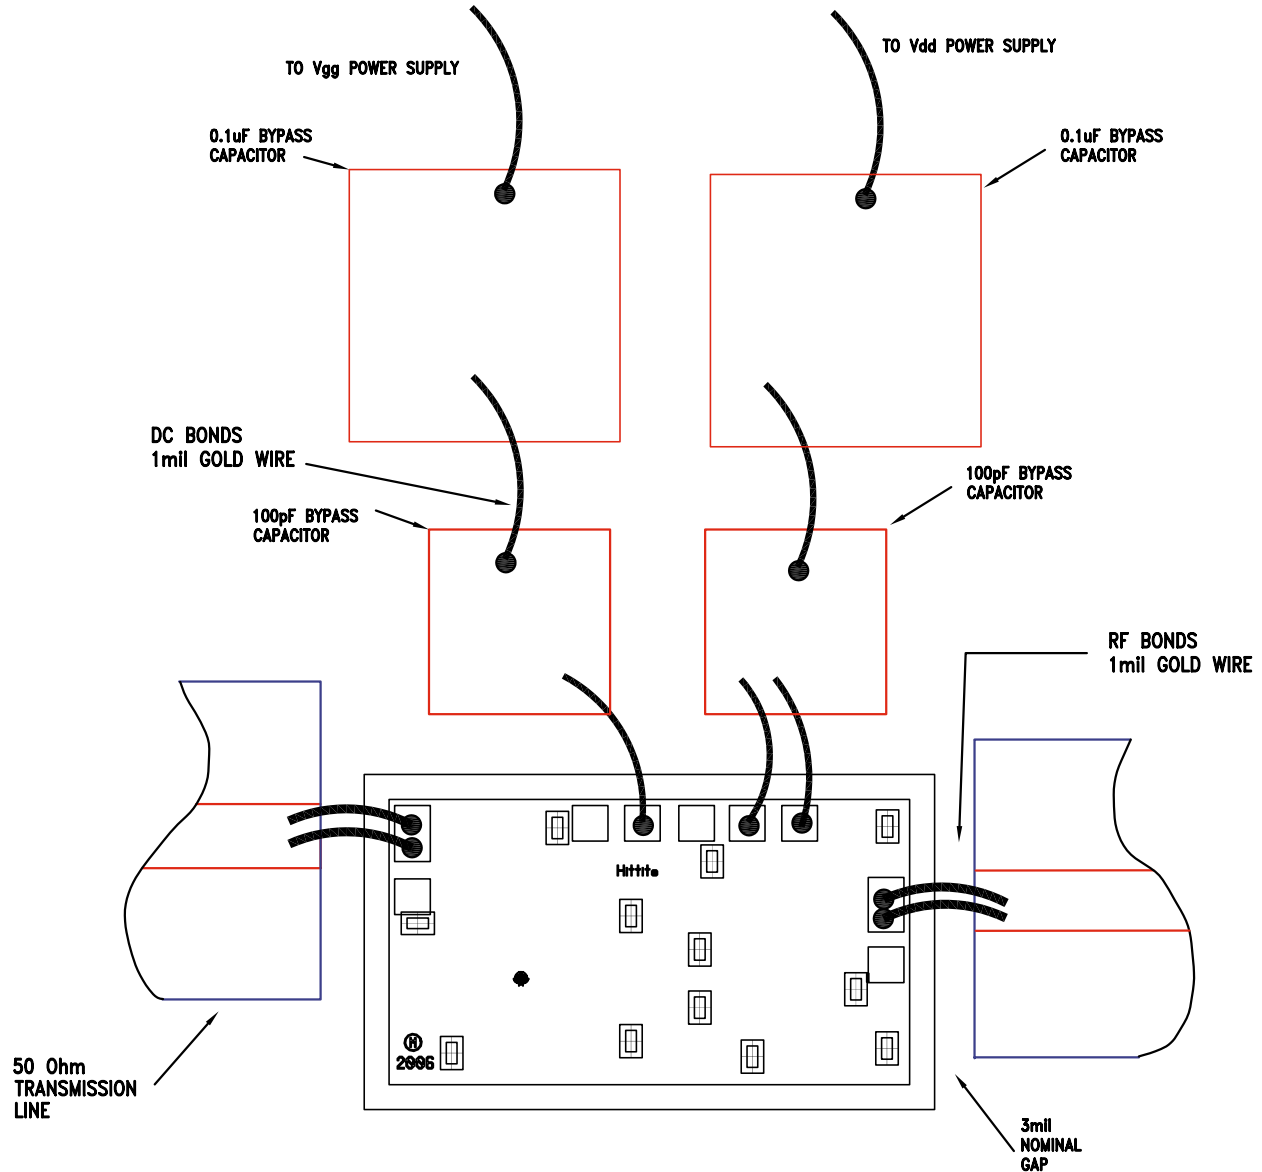 TO Vgg POWER SUPPLY
TO Vdd POWER SUPPLY
0.1uF BYPASS
CAPACITOR
0.1uF BYPASS
CAPACITOR
DC BONDS
1mil GOLD WIRE
100pF BYPASS
CAPACITOR
100pF BYPASS
CAPACITOR
RF BONDS
1mil GOLD WIRE
Hittite
H
2006
50 Ohm
TRANSMISSION
LINE
3mil
NOMINAL
GAP